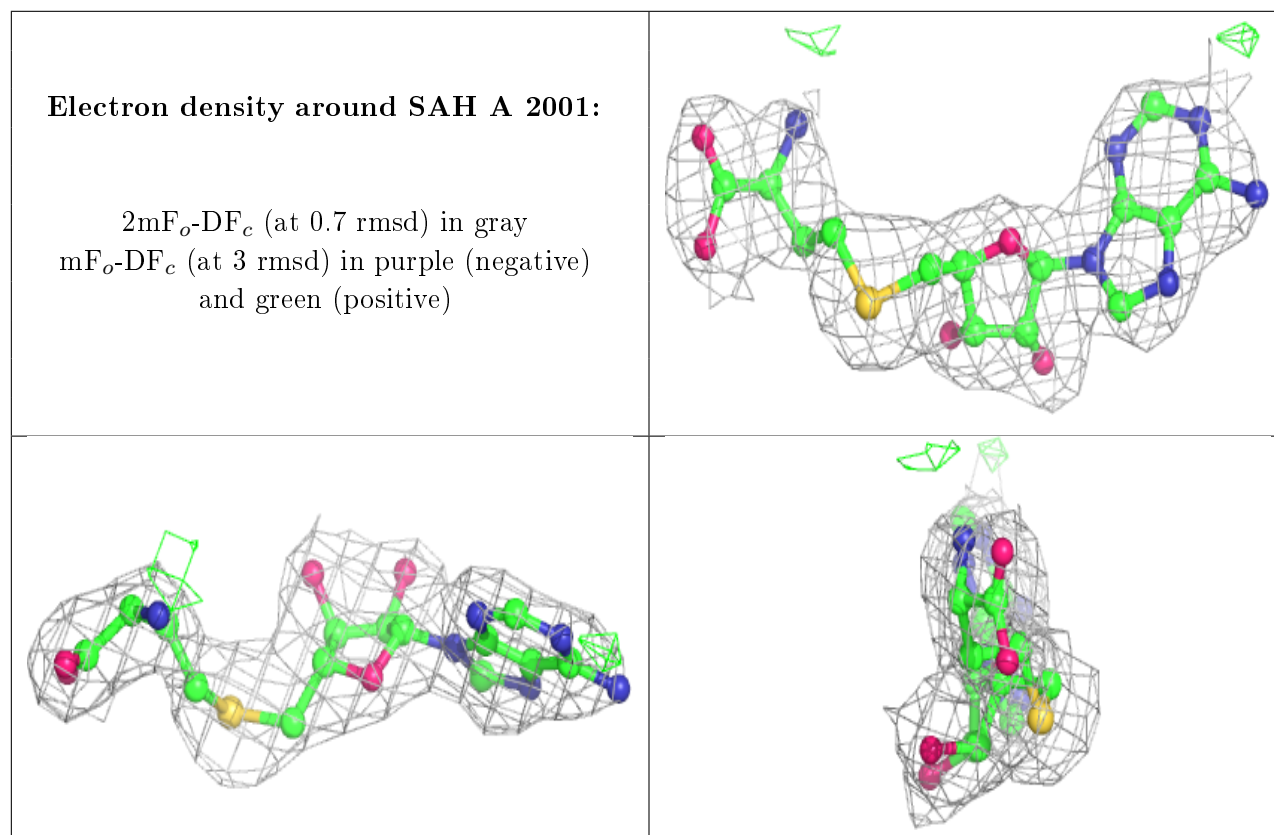 Electron density around SAH A 2001:
2mFₒ-DF𝒸 (at 0.7 rmsd) in gray
mFₒ-DF𝒸 (at 3 rmsd) in purple (negative)
and green (positive)